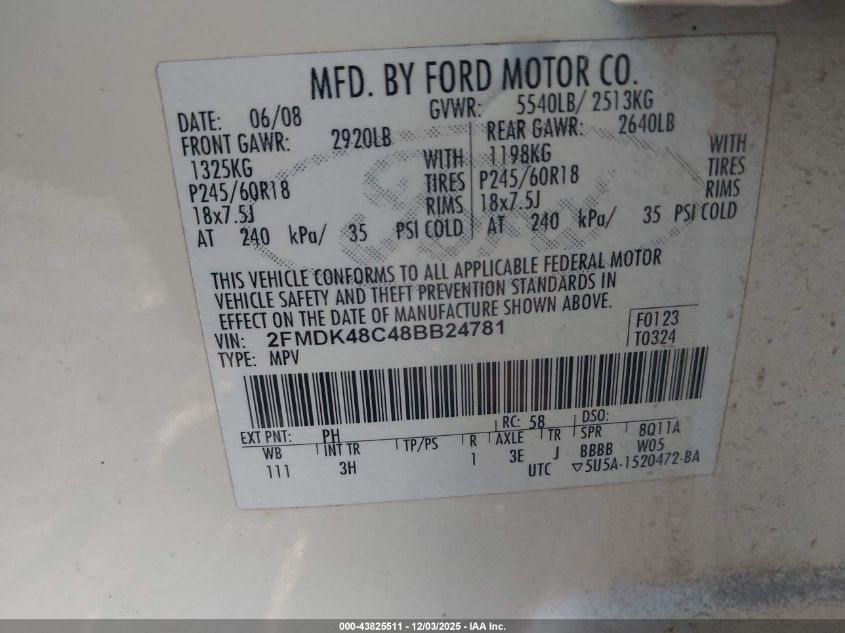 MFD. BY FORD MOTOR CO.
DATE: 06/08 GVWR: 5540LB/ 2513KG
FRONT GAWR: 2920LB REAR GAWR: 2640LB
1325KG WITH 1198KG WITH
P245/60R18 TIRES P245/60R18 TIRES
18x7.5J RIMS 18x7.5J RIMS
AT 240 kPa/ 35 PSI COLD AT 240 kPa/ 35 PSI COLD
THIS VEHICLE CONFORMS TO ALL APPLICABLE FEDERAL MOTOR
VEHICLE SAFETY AND THEFT PREVENTION STANDARDS IN
EFFECT ON THE DATE OF MANUFACTURE SHOWN ABOVE.
VIN: 2FMDK48C48BB24781 F0123
TYPE: MPV T0324
RC: 58 DSO:
EXT PNT: PH 8Q11A
WB INT TR TP/PS R AXLE TR SPR W05
111 3H 1 3E J BBBB
UTC ▽5U5A-1520472-BA
000-43825511 - 12/03/2025 - IAA Inc.